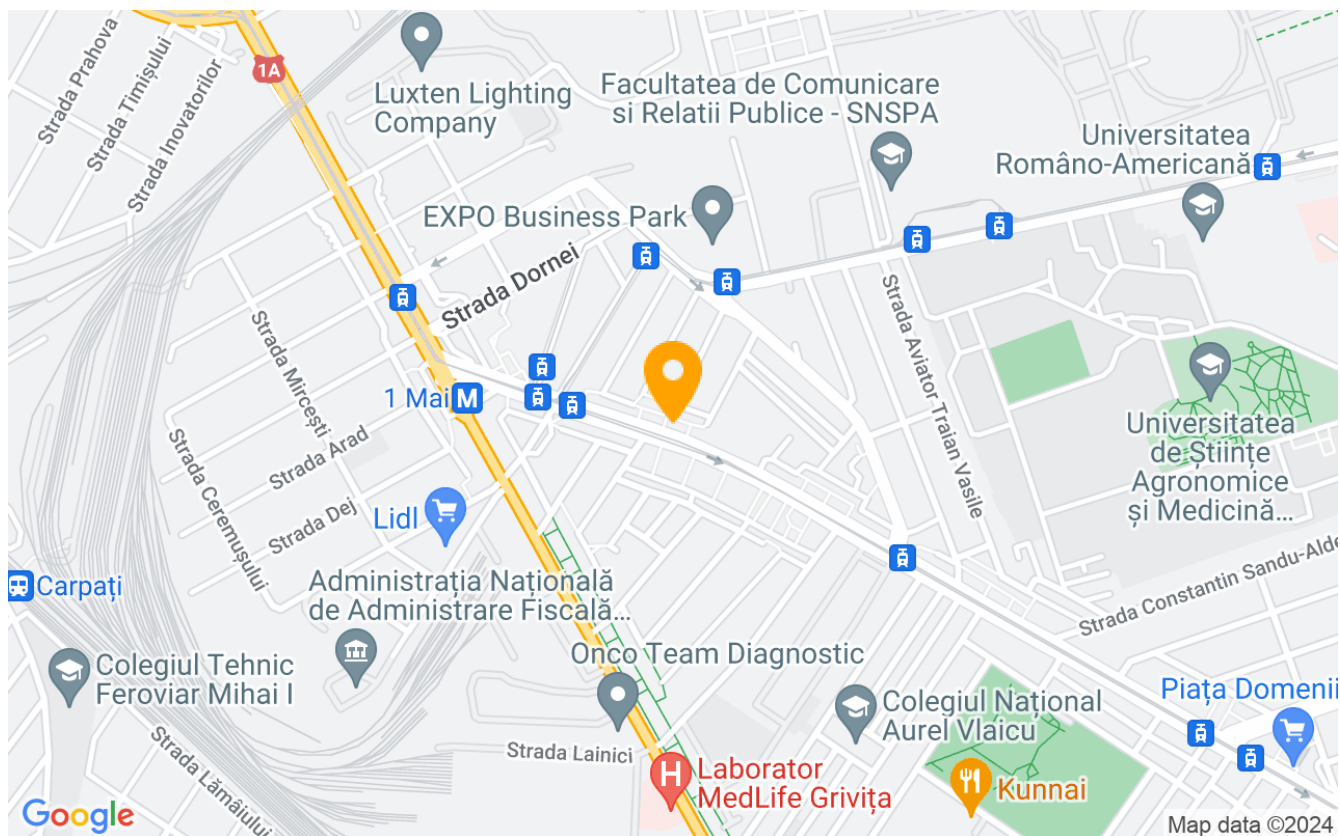 Strada Prahova
Strada Timișului
Strada Inovatorilor
1A
Luxten Lighting
Company
Facultatea de Comunicare
si Relatii Publice - SNSPA
Universitatea
Româno-Americană
EXPO Business Park
Strada Dornei
Strada Mircești
Strada Aviator Traian Vasile
1 Mai
M
Strada Arad
Strada Ceremușului
Universitatea
de Științe
Agronomice
și Medicină...
Lidl
Strada Dej
Carpați
Administrația Națională
de Administrare Fiscală...
Strada Constantin Sandu-Alde
Onco Team Diagnostic
Colegiul Tehnic
Feroviar Mihai I
Colegiul Național
Aurel Vlaicu
Piața Domenii
Strada Lainici
Strada Lămâiului
H
Laborator
MedLife Grivița
Kunnai
Google
Map data ©2024